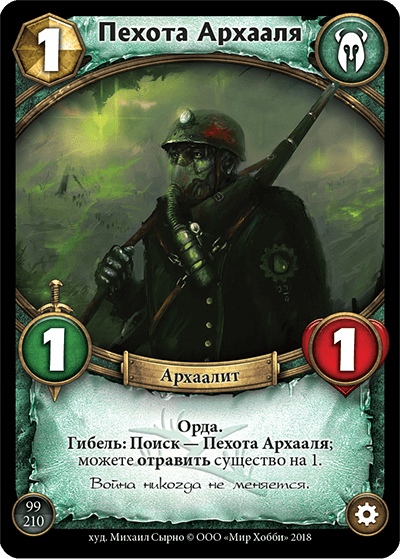 1
Пехота Архааля
1
1
Архаалит
Орда.
Гибель: Поиск — Пехота Архааля;
можете отравить существо на 1.
Война никогда не меняется.
99
210
худ. Михаил Сырно © ООО «Мир Хобби» 2018